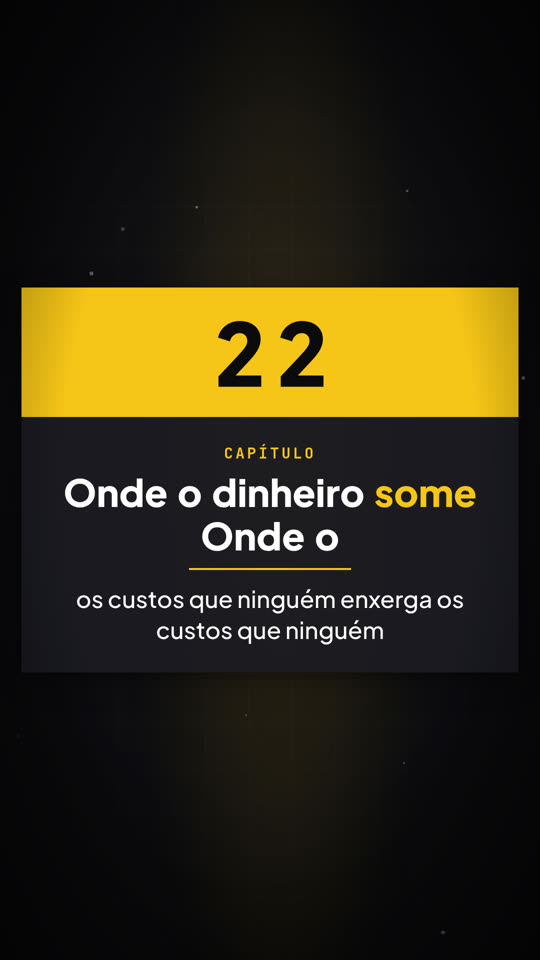 22
CAPÍTULO
Onde o dinheiro some
Onde o
os custos que ninguém enxerga os
custos que ninguém